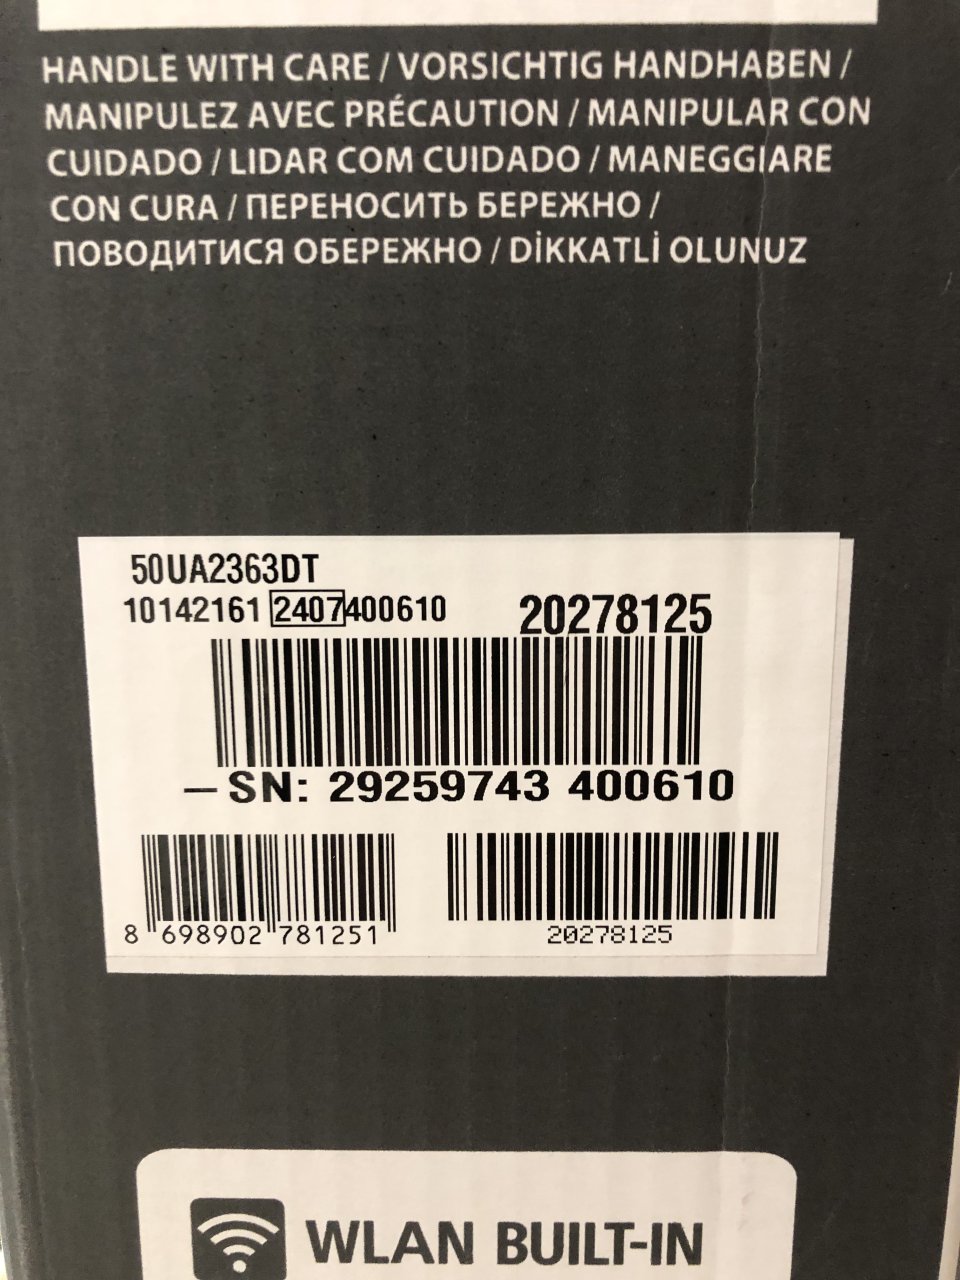 HANDLE WITH CARE / VORSICHTIG HANDHABEN /
MANIPULEZ AVEC PRÉCAUTION / MANIPULAR CON
CUIDADO / LIDAR COM CUIDADO / MANEGGIARE
CON CURA / ПЕРЕНОСИТЬ БЕРЕЖНО /
ПОВОДИТИСЯ ОБЕРЕЖНО / DİKKATLİ OLUNUZ
50UA2363DT
10142161 2407400610 20278125
–SN: 29259743 400610
8 698902 781251 20278125
WLAN BUILT-IN